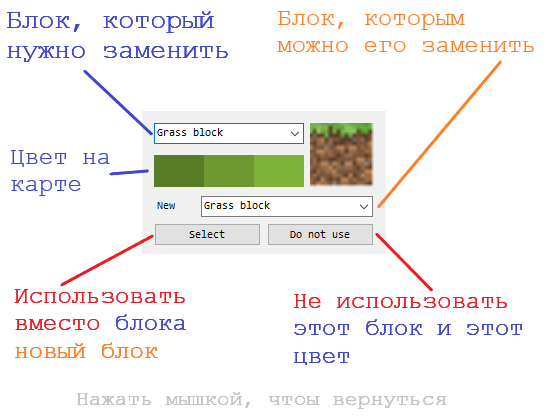 Блок, который
нужно заменить
Блок, которым
можно его заменить
Grass block
Цвет на
карте
New
Grass block
Select
Do not use
Использовать
вместо блока
новый блок
Не использовать
этот блок и этот
цвет
Нажать мышкой, чтоы вернуться